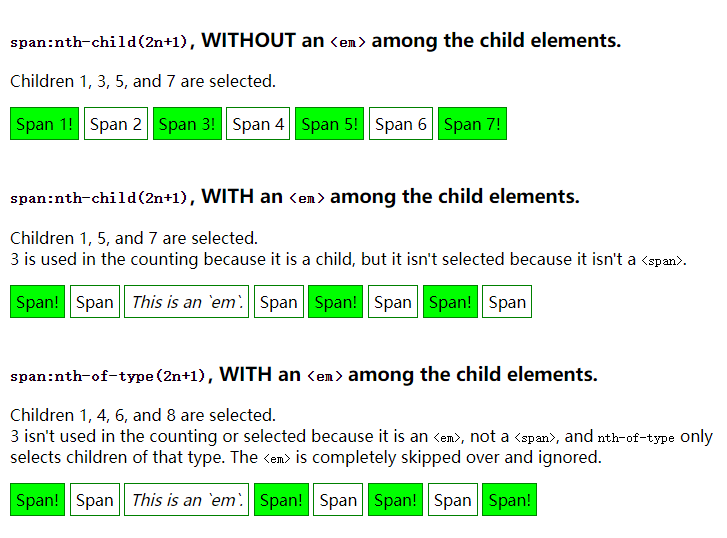 span:nth-child(2n+1), WITHOUT an <em> among the child elements.
Children 1, 3, 5, and 7 are selected.
Span 1! Span 2 Span 3! Span 4 Span 5! Span 6 Span 7!
span:nth-child(2n+1), WITH an <em> among the child elements.
Children 1, 5, and 7 are selected.
3 is used in the counting because it is a child, but it isn't selected because it isn't a <span>.
Span! Span This is an `em`. Span Span! Span Span! Span
span:nth-of-type(2n+1), WITH an <em> among the child elements.
Children 1, 4, 6, and 8 are selected.
3 isn't used in the counting or selected because it is an <em>, not a <span>, and nth-of-type only
selects children of that type. The <em> is completely skipped over and ignored.
Span! Span This is an `em`. Span! Span Span! Span Span!